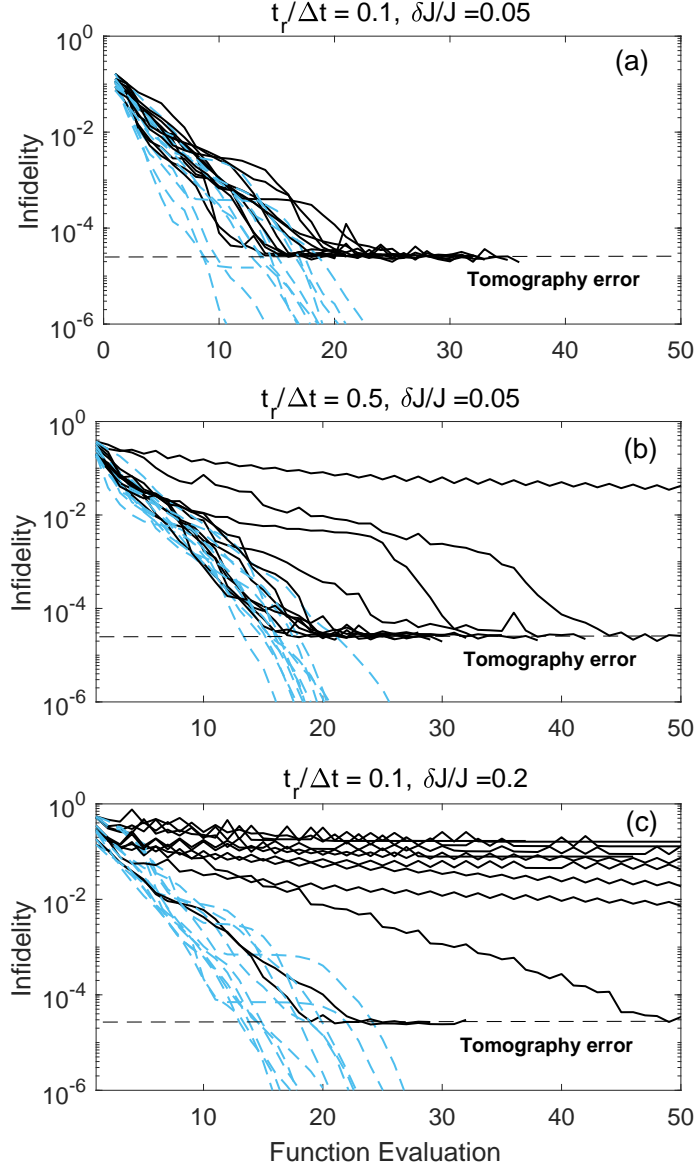 t_r/Δt = 0.1, δJ/J =0.05
(a)
10^0
10^-2
10^-4
10^-6
Infidelity
Tomography error
0 10 20 30 40 50
t_r/Δt = 0.5, δJ/J =0.05
(b)
10^0
10^-2
10^-4
10^-6
Infidelity
Tomography error
10 20 30 40 50
t_r/Δt = 0.1, δJ/J =0.2
(c)
10^0
10^-2
10^-4
10^-6
Infidelity
Tomography error
10 20 30 40 50
Function Evaluation